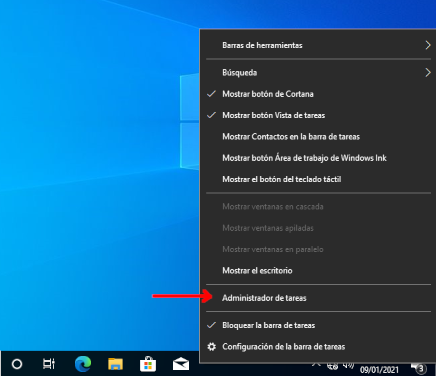 Barras de herramientas
Búsqueda
Mostrar botón de Cortana
Mostrar botón Vista de tareas
Mostrar Contactos en la barra de tareas
Mostrar botón Área de trabajo de Windows Ink
Mostrar el botón del teclado táctil
Mostrar ventanas en cascada
Mostrar ventanas apiladas
Mostrar ventanas en paralelo
Mostrar el escritorio
Administrador de tareas
Bloquear la barra de tareas
Configuración de la barra de tareas
09/01/2021
3